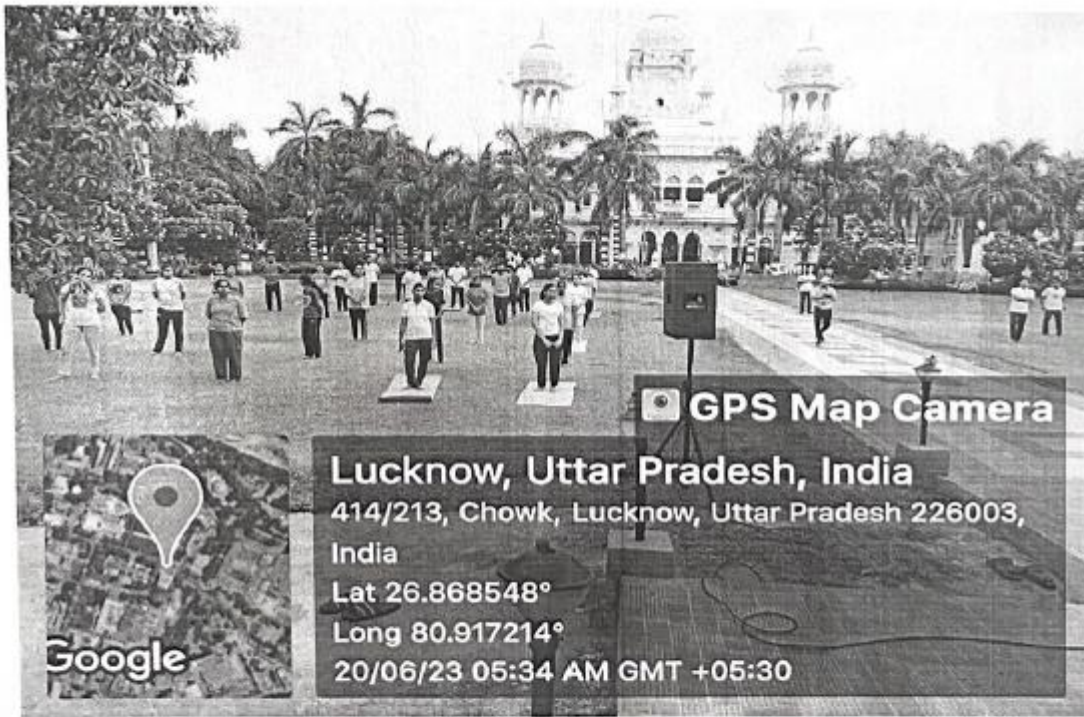 GPS Map Camera
Lucknow, Uttar Pradesh, India
414/213, Chowk, Lucknow, Uttar Pradesh 226003,
India
Lat 26.868548°
Long 80.917214°
20/06/23 05:34 AM GMT +05:30
Google